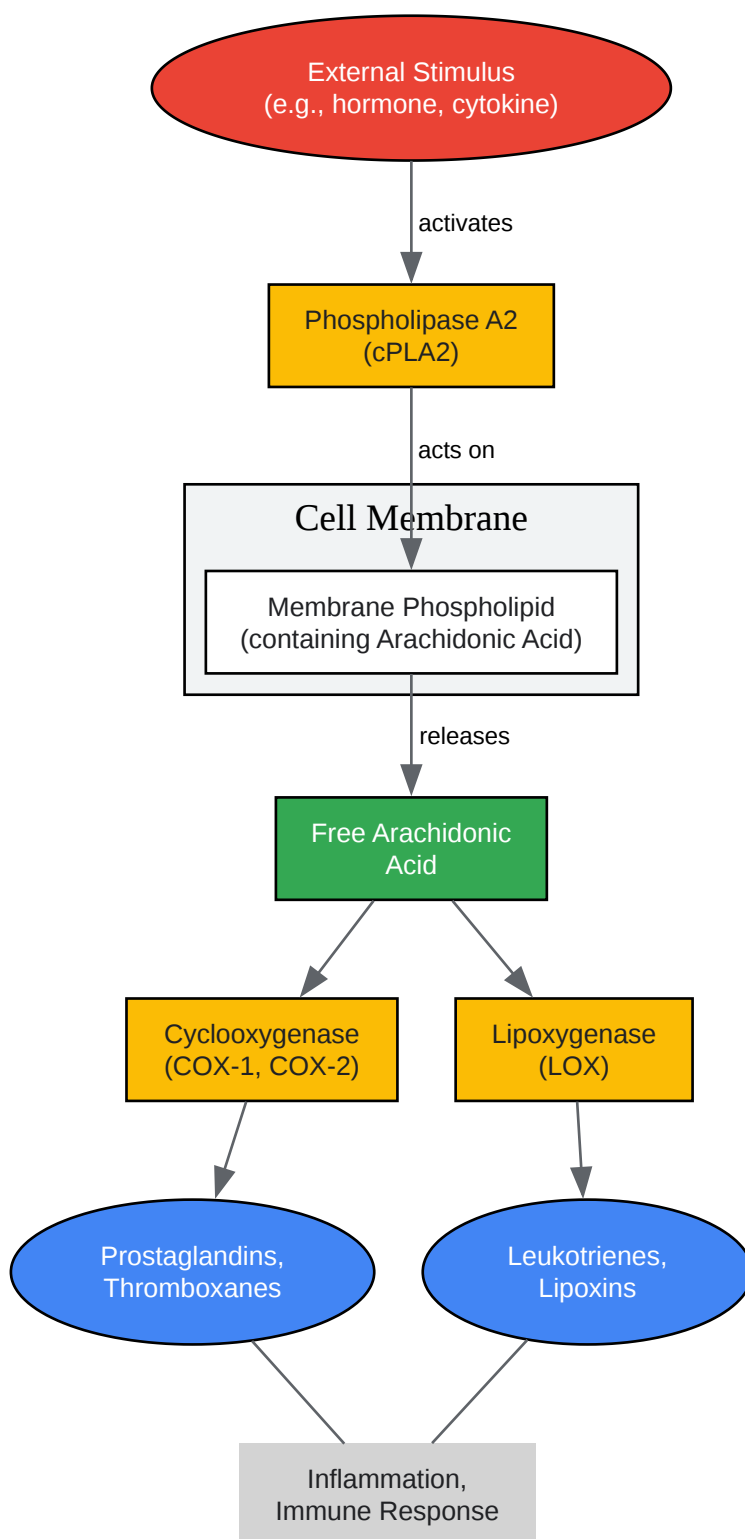 External Stimulus
(e.g., hormone, cytokine)
activates
Phospholipase A2
(cPLA2)
acts on
Cell Membrane
Membrane Phospholipid
(containing Arachidonic Acid)
releases
Free Arachidonic
Acid
Cyclooxygenase
(COX-1, COX-2)
Lipoxygenase
(LOX)
Prostaglandins,
Thromboxanes
Leukotrienes,
Lipoxins
Inflammation,
Immune Response